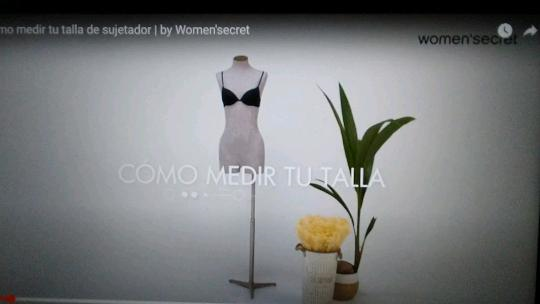 mo medir tu talla de sujetador | by Women'secret
women'secret
CÓMO MEDIR TU TALLA